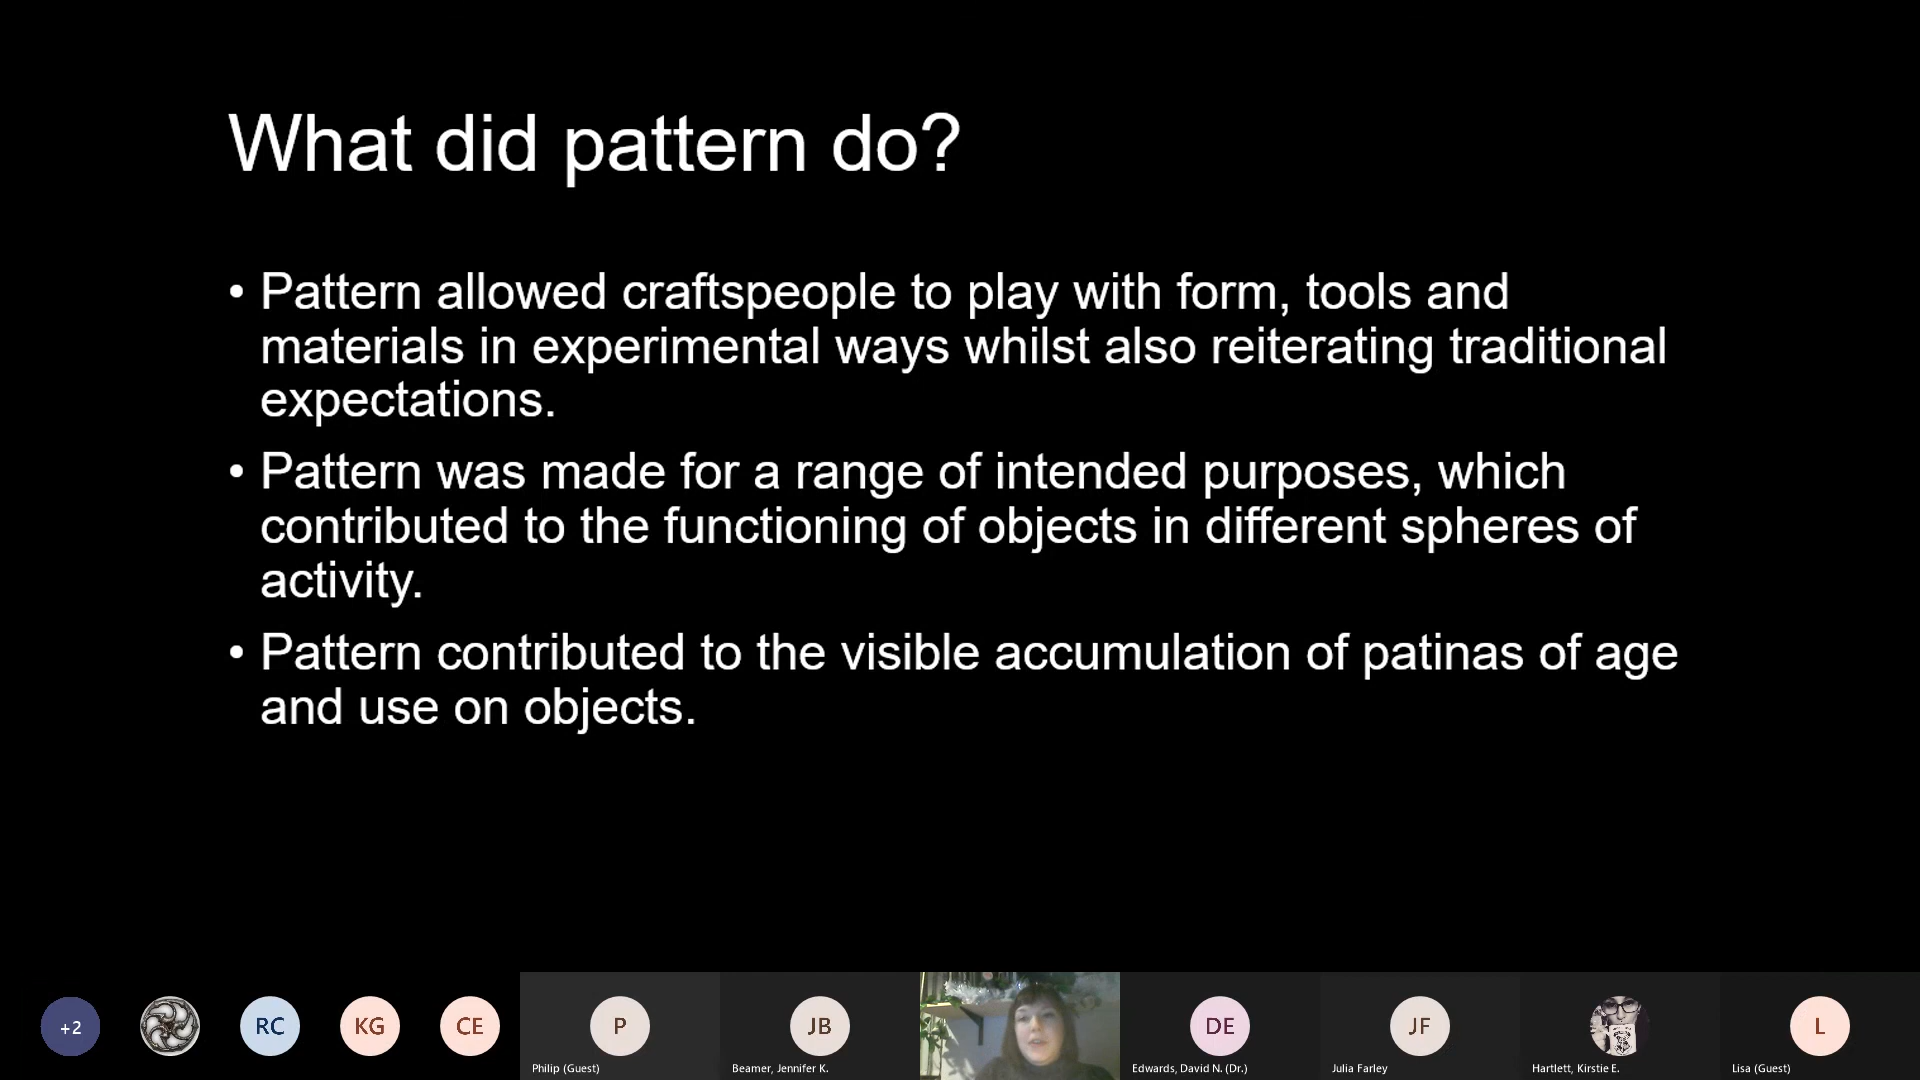 What did pattern do?
• Pattern allowed craftspeople to play with form, tools and
materials in experimental ways whilst also reiterating traditional
expectations.
• Pattern was made for a range of intended purposes, which
contributed to the functioning of objects in different spheres of
activity.
• Pattern contributed to the visible accumulation of patinas of age
and use on objects.
+2
RC
KG
CE
P
Philip (Guest)
JB
Beamer, Jennifer K.
DE
Edwards, David N. (Dr.)
JF
Julia Farley
Hartlett, Kirstie E.
L
Lisa (Guest)